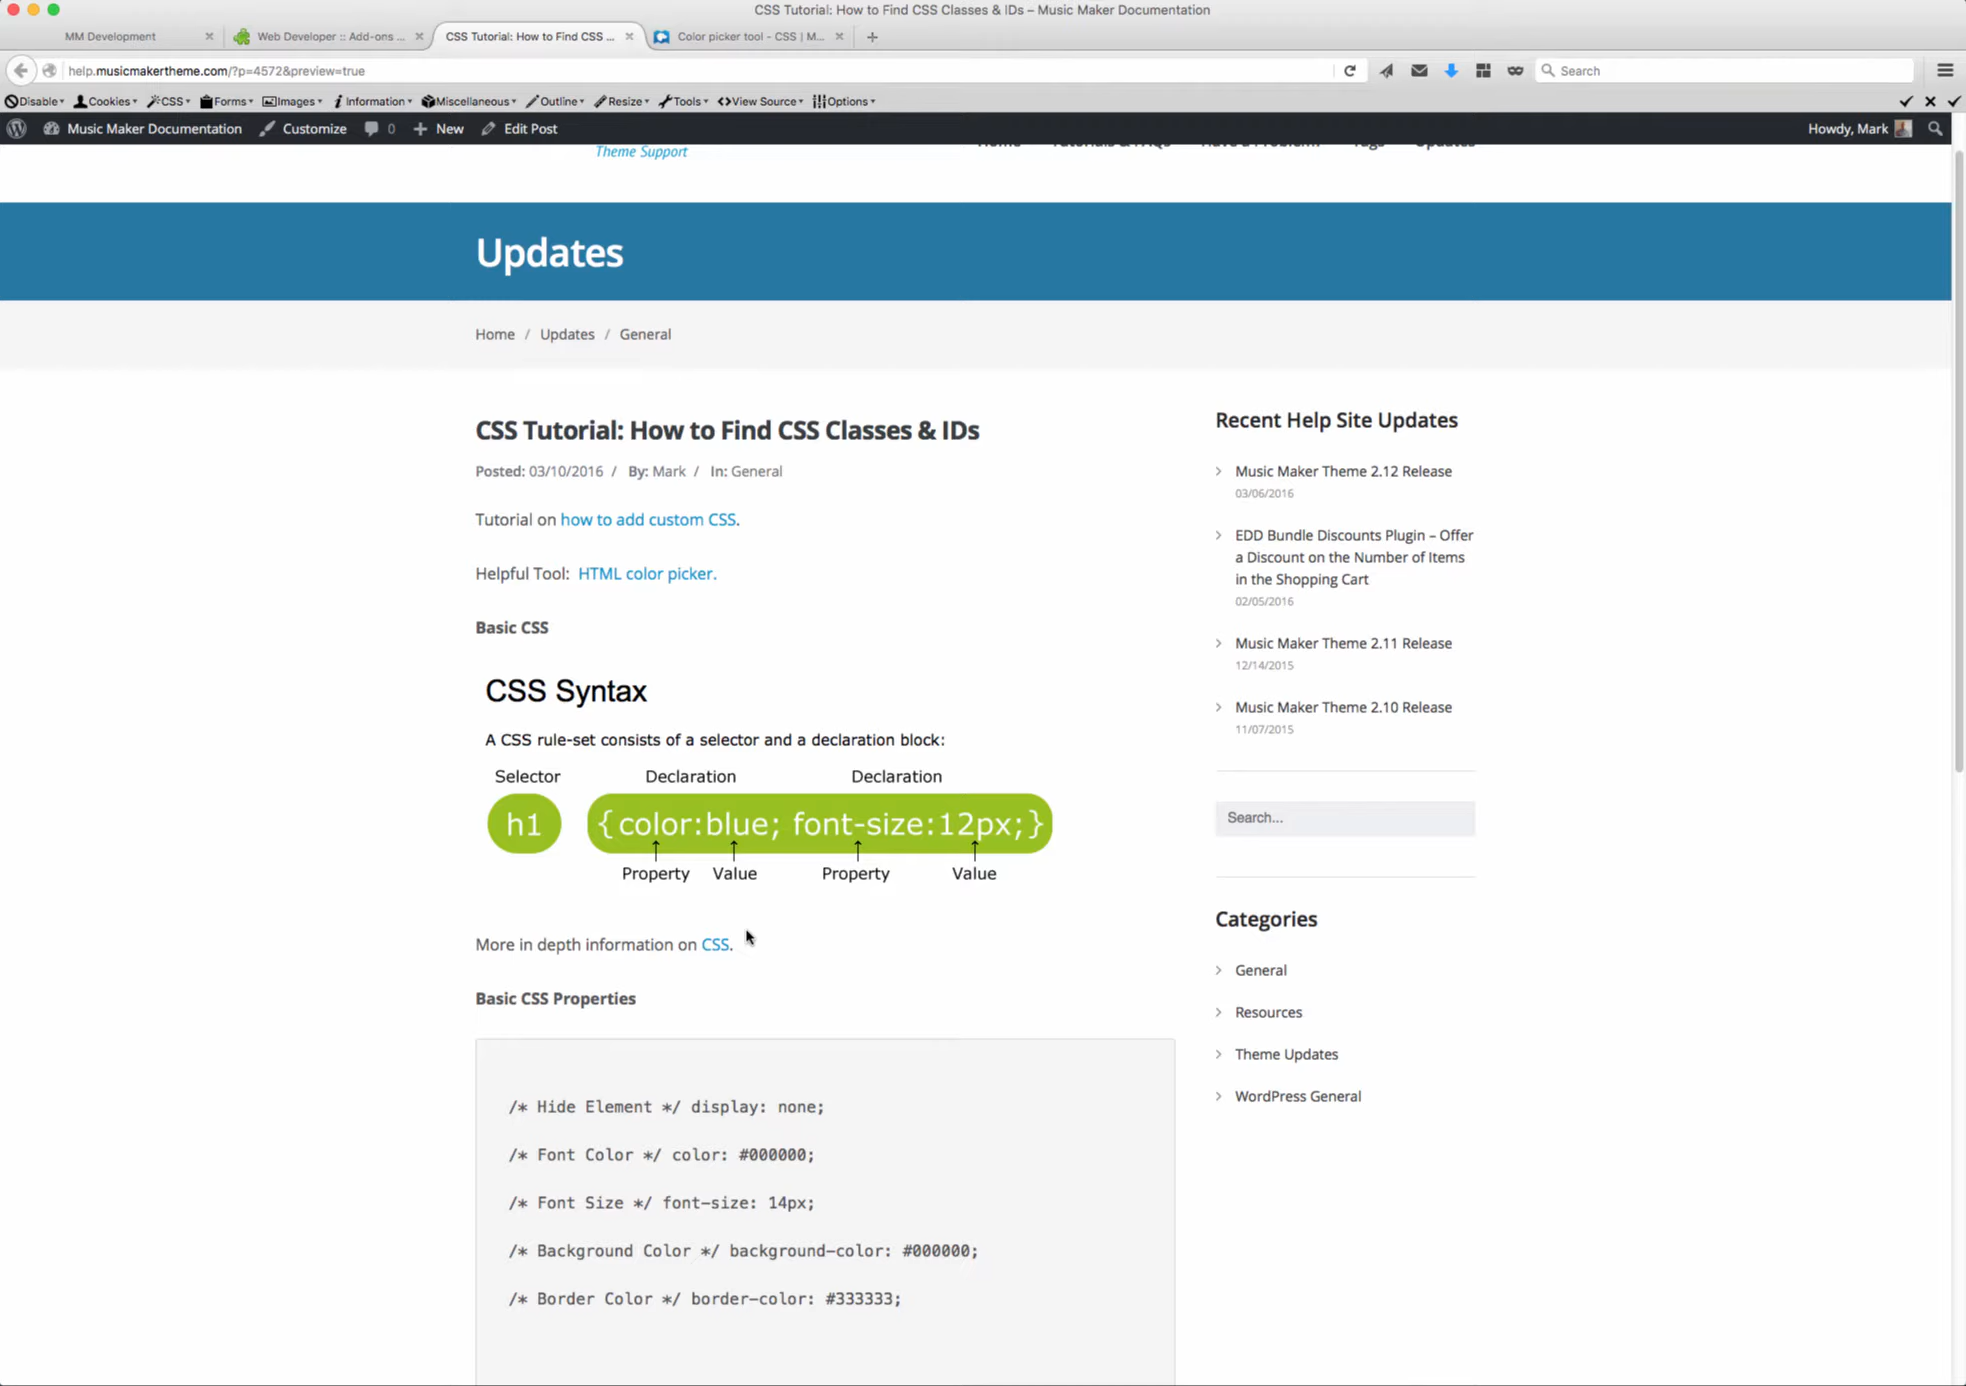 CSS Tutorial: How to Find CSS Classes & IDs – Music Maker Documentation
MM Development
Web Developer :: Add-ons ...
CSS Tutorial: How to Find CSS ...
Color picker tool - CSS | M...
help.musicmakertheme.com/?p=4572&preview=true
Search
Disable
Cookies
CSS
Forms
Images
Information
Miscellaneous
Outline
Resize
Tools
View Source
Options
Music Maker Documentation
Customize
0
New
Edit Post
Howdy, Mark
Theme Support
Home
Tutorials & FAQs
Have a Problem?
Tags
Updates
Updates
Home / Updates / General
CSS Tutorial: How to Find CSS Classes & IDs
Posted: 03/10/2016 / By: Mark / In: General
Tutorial on how to add custom CSS.
Helpful Tool: HTML color picker.
Basic CSS
CSS Syntax
A CSS rule-set consists of a selector and a declaration block:
Selector Declaration Declaration
h1 {color:blue; font-size:12px;}
Property Value Property Value
More in depth information on CSS.
Basic CSS Properties
/* Hide Element */ display: none;
/* Font Color */ color: #000000;
/* Font Size */ font-size: 14px;
/* Background Color */ background-color: #000000;
/* Border Color */ border-color: #333333;
Recent Help Site Updates
Music Maker Theme 2.12 Release
03/06/2016
EDD Bundle Discounts Plugin – Offer
a Discount on the Number of Items
in the Shopping Cart
02/05/2016
Music Maker Theme 2.11 Release
12/14/2015
Music Maker Theme 2.10 Release
11/07/2015
Search...
Categories
General
Resources
Theme Updates
WordPress General